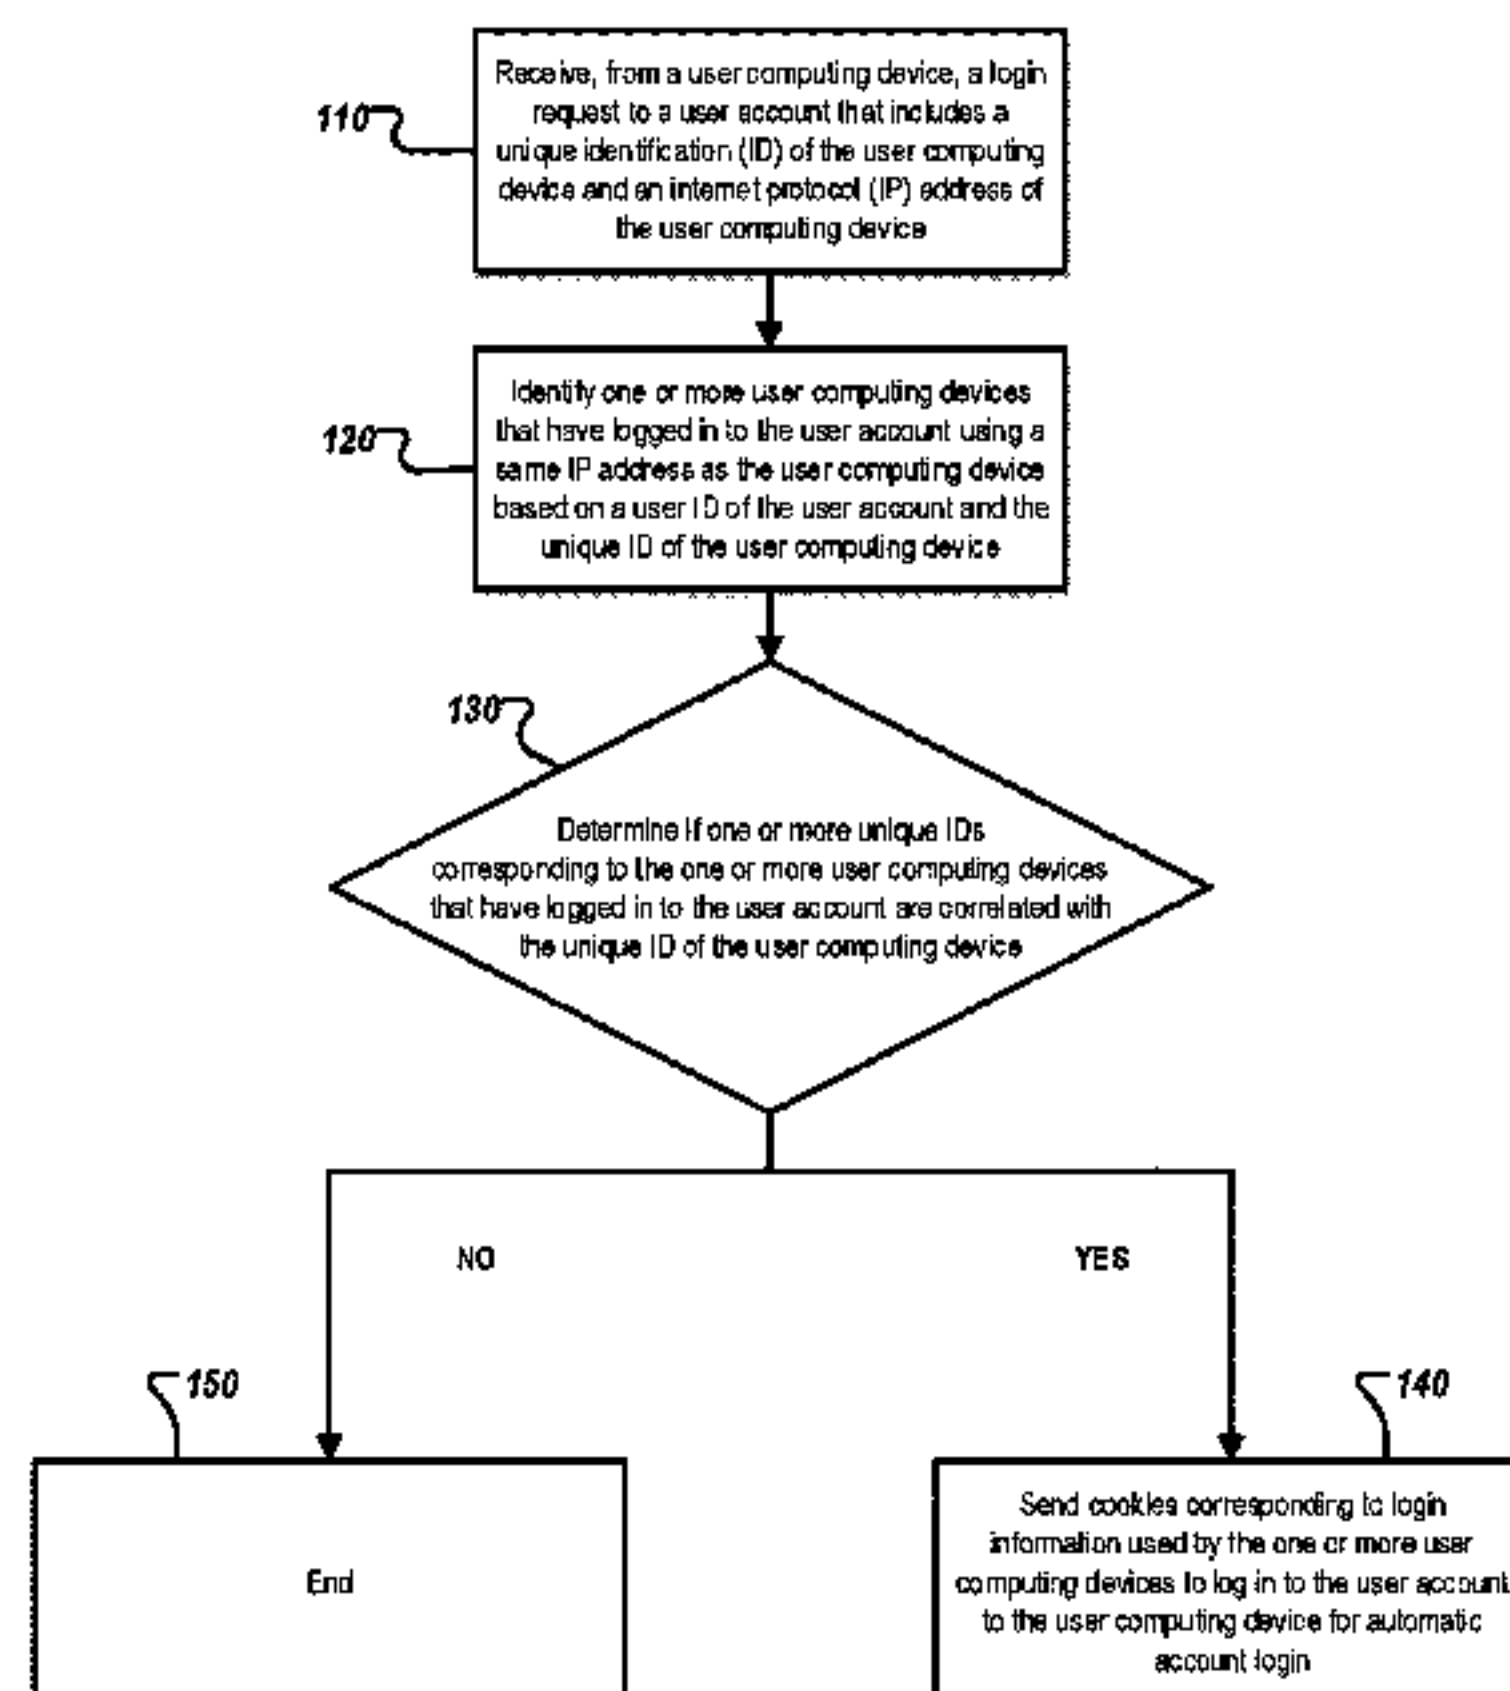 110
Receive, from a user computing device, a login
request to a user account that includes a
unique identification (ID) of the user computing
device and an internet protocol (IP) address of
the user computing device
120
Identify one or more user computing devices
that have logged in to the user account using a
same IP address as the user computing device
based on a user ID of the user account and the
unique ID of the user computing device
130
Determine if one or more unique IDs
corresponding to the one or more user computing devices
that have logged in to the user account are correlated with
the unique ID of the user computing device
NO
YES
150
140
End
Send cookies corresponding to login
information used by the one or more user
computing devices to log in to the user account
to the user computing device for automatic
account login